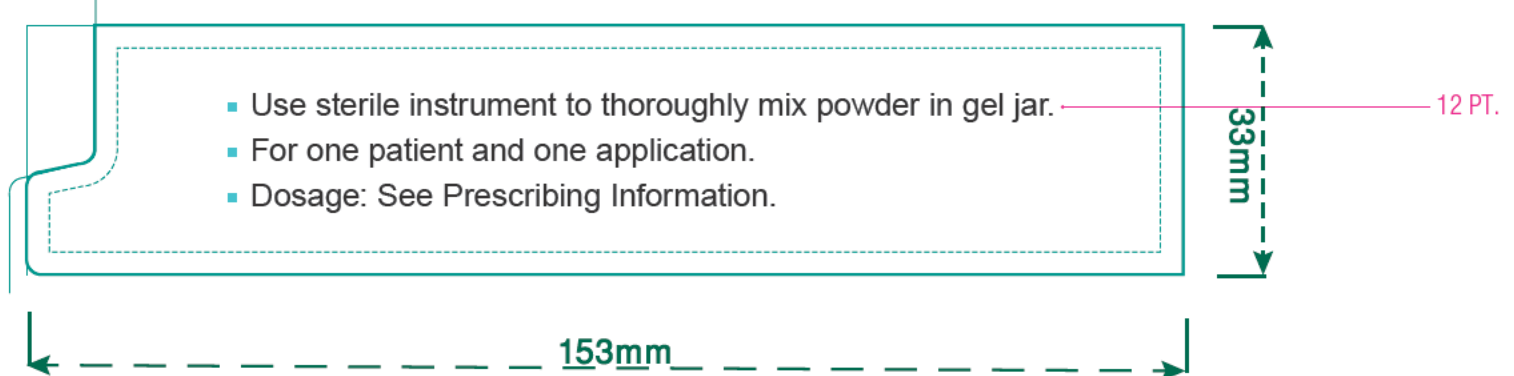 ▪ Use sterile instrument to thoroughly mix powder in gel jar.
12 PT.
▪ For one patient and one application.
▪ Dosage: See Prescribing Information.
33mm
153mm